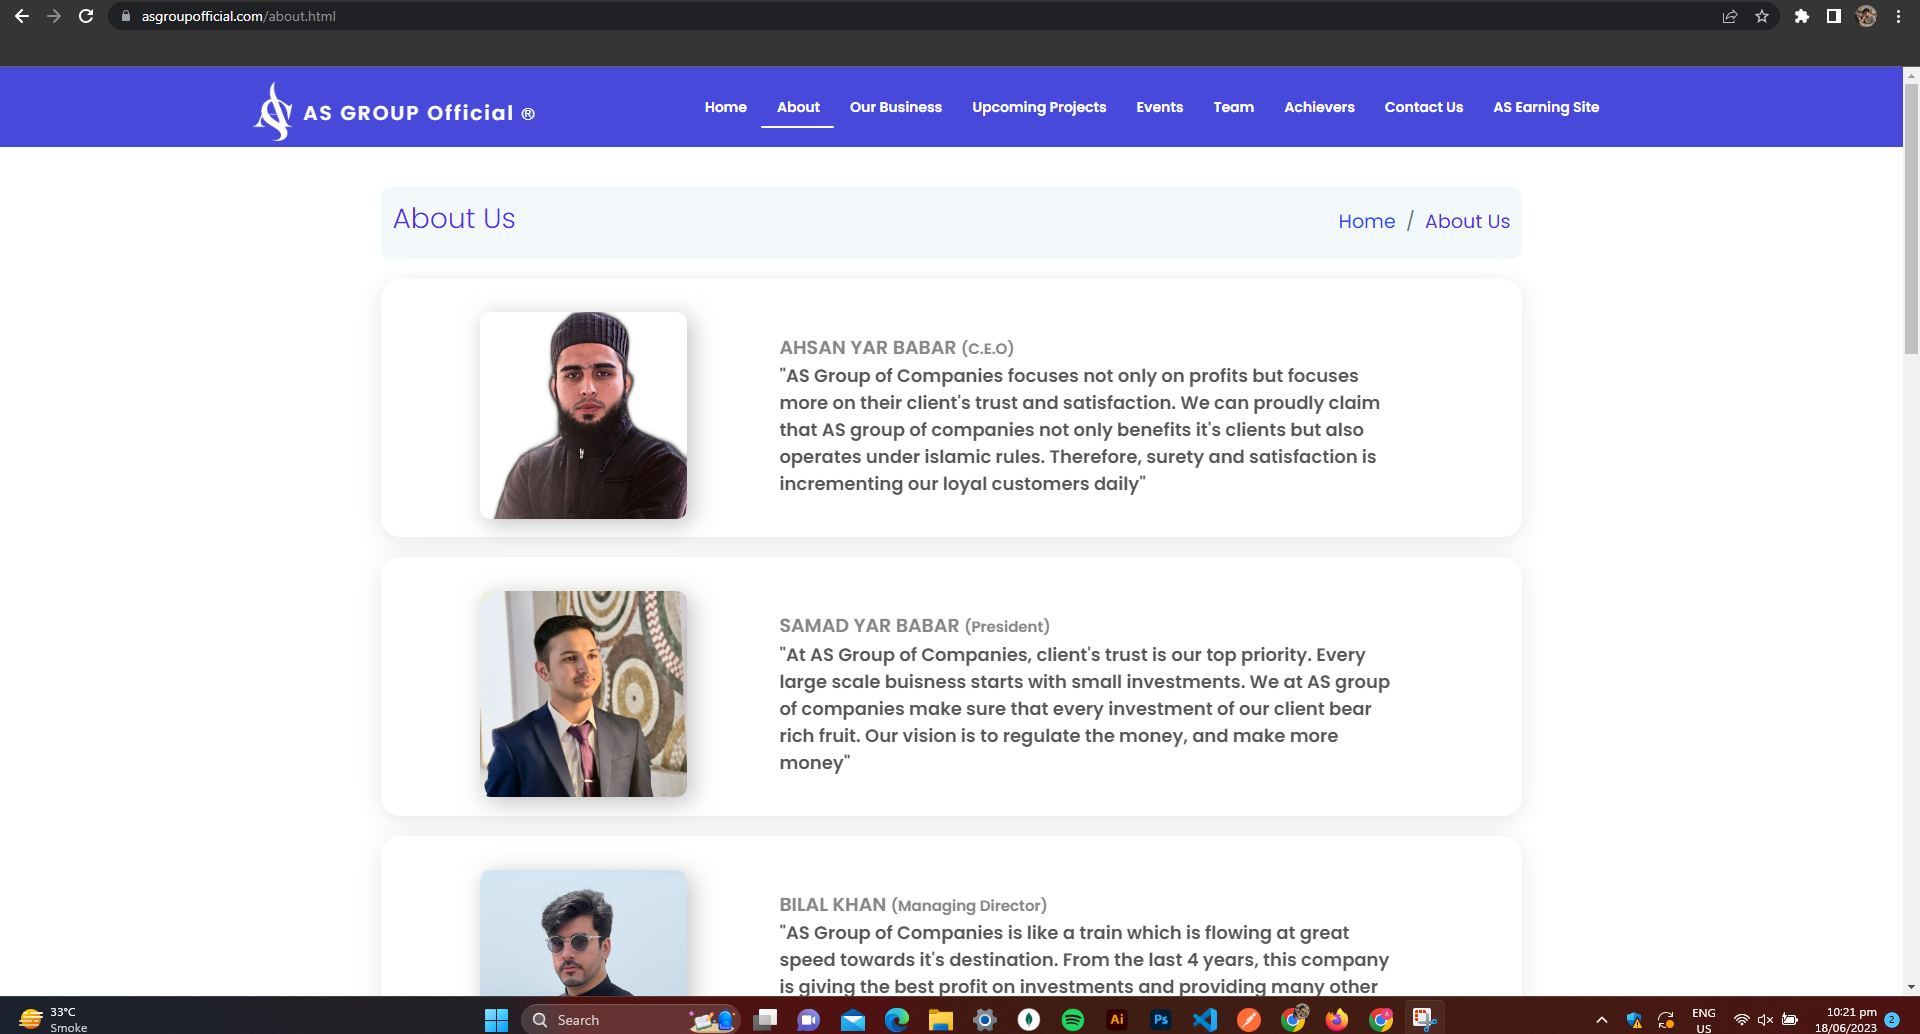 asgroupofficial.com/about.html
AS GROUP Official ®
Home
About
Our Business
Upcoming Projects
Events
Team
Achievers
Contact Us
AS Earning Site
About Us
Home / About Us
AHSAN YAR BABAR (C.E.O)
"AS Group of Companies focuses not only on profits but focuses
more on their client's trust and satisfaction. We can proudly claim
that AS group of companies not only benefits it's clients but also
operates under islamic rules. Therefore, surety and satisfaction is
incrementing our loyal customers daily"
SAMAD YAR BABAR (President)
"At AS Group of Companies, client's trust is our top priority. Every
large scale buisness starts with small investments. We at AS group
of companies make sure that every investment of our client bear
rich fruit. Our vision is to regulate the money, and make more
money"
BILAL KHAN (Managing Director)
"AS Group of Companies is like a train which is flowing at great
speed towards it's destination. From the last 4 years, this company
is giving the best profit on investments and providing many other
33°C
Smoke
Search
Ai
Ps
ENG
US
10:21 pm
18/06/2023
2